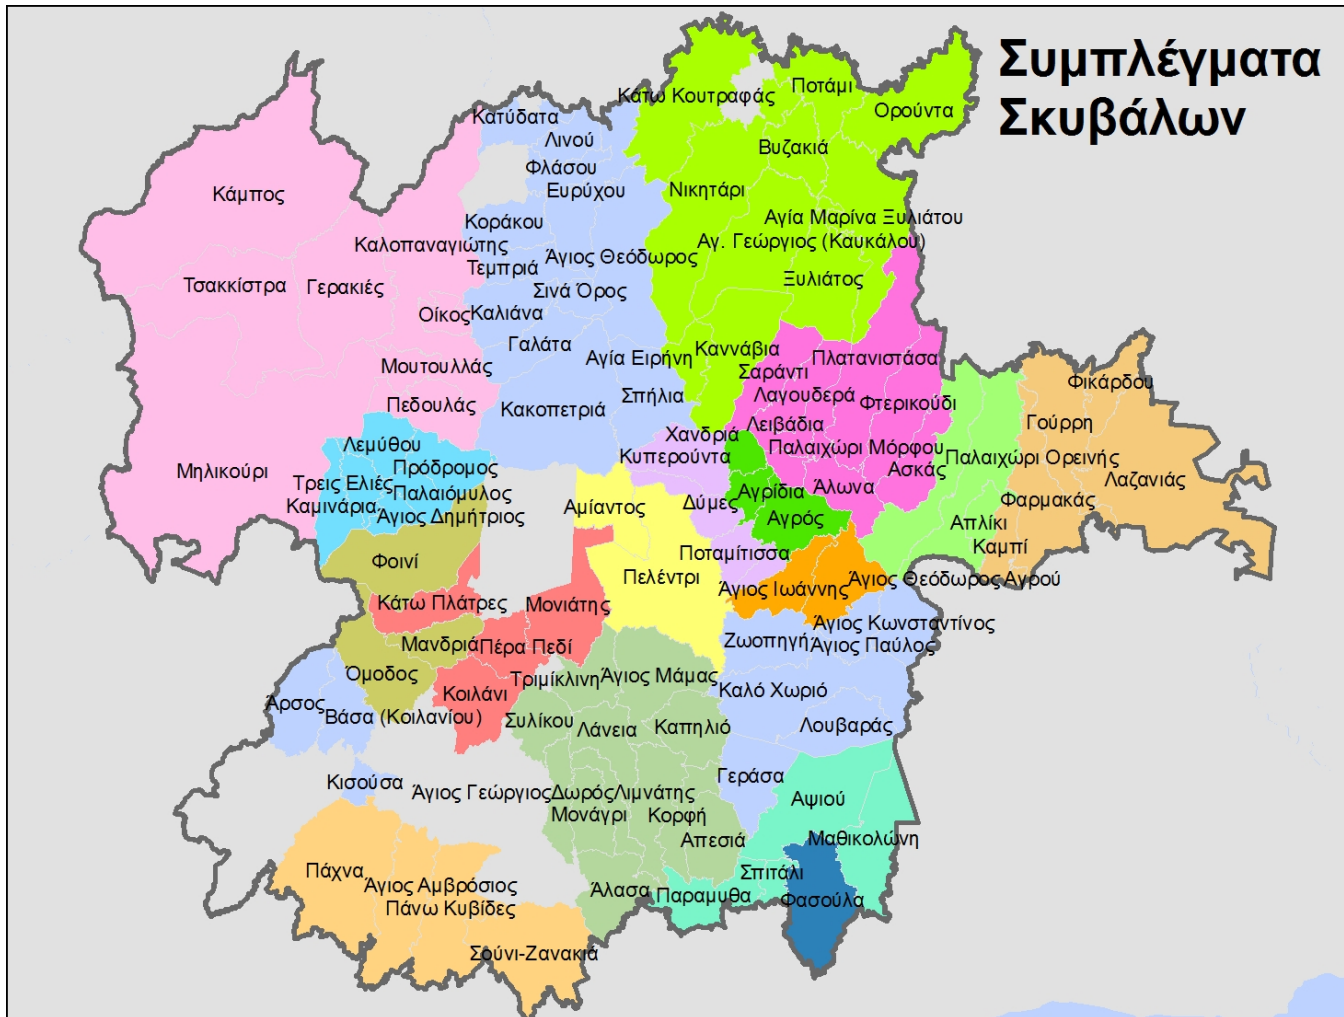 Συμπλέγματα
Σκυβάλων
Κάτω Κουτραφάς
Ποτάμι
Ορούντα
Κατύδατα
Λινού
Βυζακιά
Φλάσου
Ευρύχου
Νικητάρι
Κάμπος
Κοράκου
Αγία Μαρίνα Ξυλιάτου
Καλοπαναγιώτης
Αγ. Γεώργιος (Καυκάλου)
Τεμπριά
Άγιος Θεόδωρος
Ξυλιάτος
Τσακκίστρα
Γερακιές
Σινά Όρος
Οίκος
Καλιάνα
Γαλάτα
Αγία Ειρήνη
Καννάβια
Πλατανιστάσα
Μουτουλλάς
Σαράντι
Φικάρδου
Πεδουλάς
Κακοπετριά
Σπήλια
Λαγουδερά
Φτερικούδι
Γούρρη
Λειβάδια
Χανδριά
Λεμύθου
Κυπερούντα
Παλαιχώρι Μόρφου
Παλαιχώρι Ορεινής
Μηλικούρι
Πρόδρομος
Ασκάς
Λαζανιάς
Τρεις Ελιές
Παλαιόμυλος
Αγρίδια
Άλωνα
Καμινάρια
Άγιος Δημήτριος
Αμίαντος
Δύμες
Αγρός
Φαρμακάς
Απλίκι
Καμπί
Φοινί
Ποταμίτισσα
Πελέντρι
Άγιος Ιωάννης
Άγιος Θεόδωρος Αγρού
Κάτω Πλάτρες
Μονιάτης
Άγιος Κωνσταντίνος
Μανδριά
Πέρα Πεδί
Ζωοπηγή
Άγιος Παύλος
Όμοδος
Τριμίκλινη
Άγιος Μάμας
Κοιλάνι
Καλό Χωριό
Άρσος
Βάσα (Κοιλανίου)
Συλίκου
Λάνεια
Καπηλιό
Λουβαράς
Κισούσα
Γεράσα
Άγιος Γεώργιος
Δωρός
Λιμνάτης
Αψιού
Μονάγρι
Κορφή
Απεσιά
Μαθικολώνη
Πάχνα
Σπιτάλι
Άγιος Αμβρόσιος
Άλασα
Παραμυθα
Φασούλα
Πάνω Κυβίδες
Σούνι-Ζανακιά